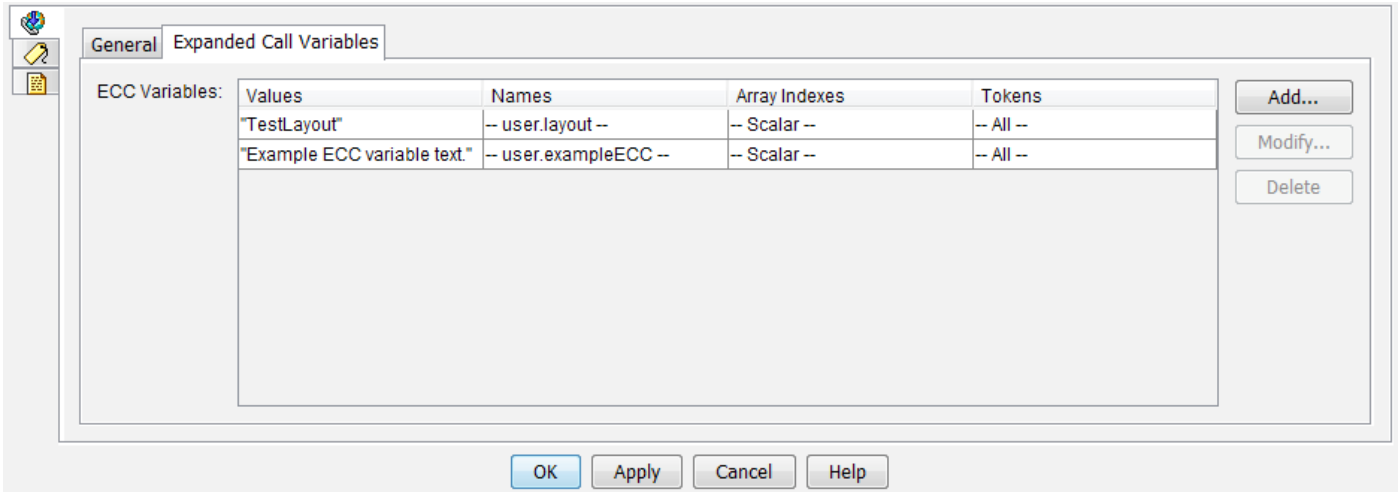 General Expanded Call Variables
ECC Variables: Values Names Array Indexes Tokens Add...
"TestLayout" -- user.layout -- -- Scalar -- -- All --
Modify...
"Example ECC variable text." -- user.exampleECC -- -- Scalar -- -- All --
Delete
OK Apply Cancel Help